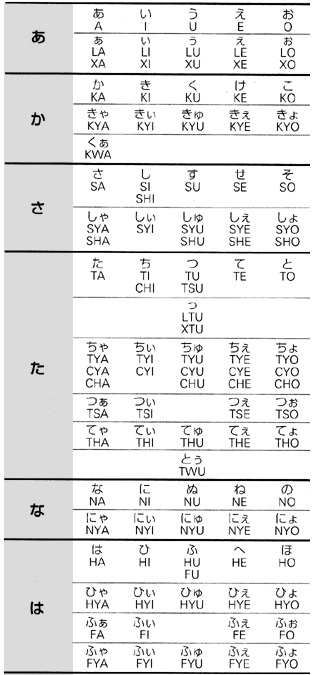 あ
あ い う え お
A I U E O
ぁ ぃ ぅ ぇ ぉ
LA LI LU LE LO
XA XI XU XE XO
か
か き く け こ
KA KI KU KE KO
きゃ きぃ きゅ きぇ きょ
KYA KYI KYU KYE KYO
くぁ
KWA
さ
さ し す せ そ
SA SI SU SE SO
SHI
しゃ しぃ しゅ しぇ しょ
SYA SYI SYU SYE SYO
SHA SHU SHE SHO
た
た ち つ て と
TA TI TU TE TO
CHI TSU
っ
LTU
XTU
ちゃ ちぃ ちゅ ちぇ ちょ
TYA TYI TYU TYE TYO
CYA CYI CYU CYE CYO
CHA CHU CHE CHO
つぁ つぃ つぇ つぉ
TSA TSI TSE TSO
てゃ てぃ てゅ てぇ てょ
THA THI THU THE THO
とぅ
TWU
な
な に ぬ ね の
NA NI NU NE NO
にゃ にぃ にゅ にぇ にょ
NYA NYI NYU NYE NYO
は
は ひ ふ へ ほ
HA HI HU HE HO
FU
ひゃ ひぃ ひゅ ひぇ ひょ
HYA HYI HYU HYE HYO
ふぁ ふぃ ふぇ ふぉ
FA FI FE FO
ふゃ ふぃ ふゅ ふぇ ふょ
FYA FYI FYU FYE FYO